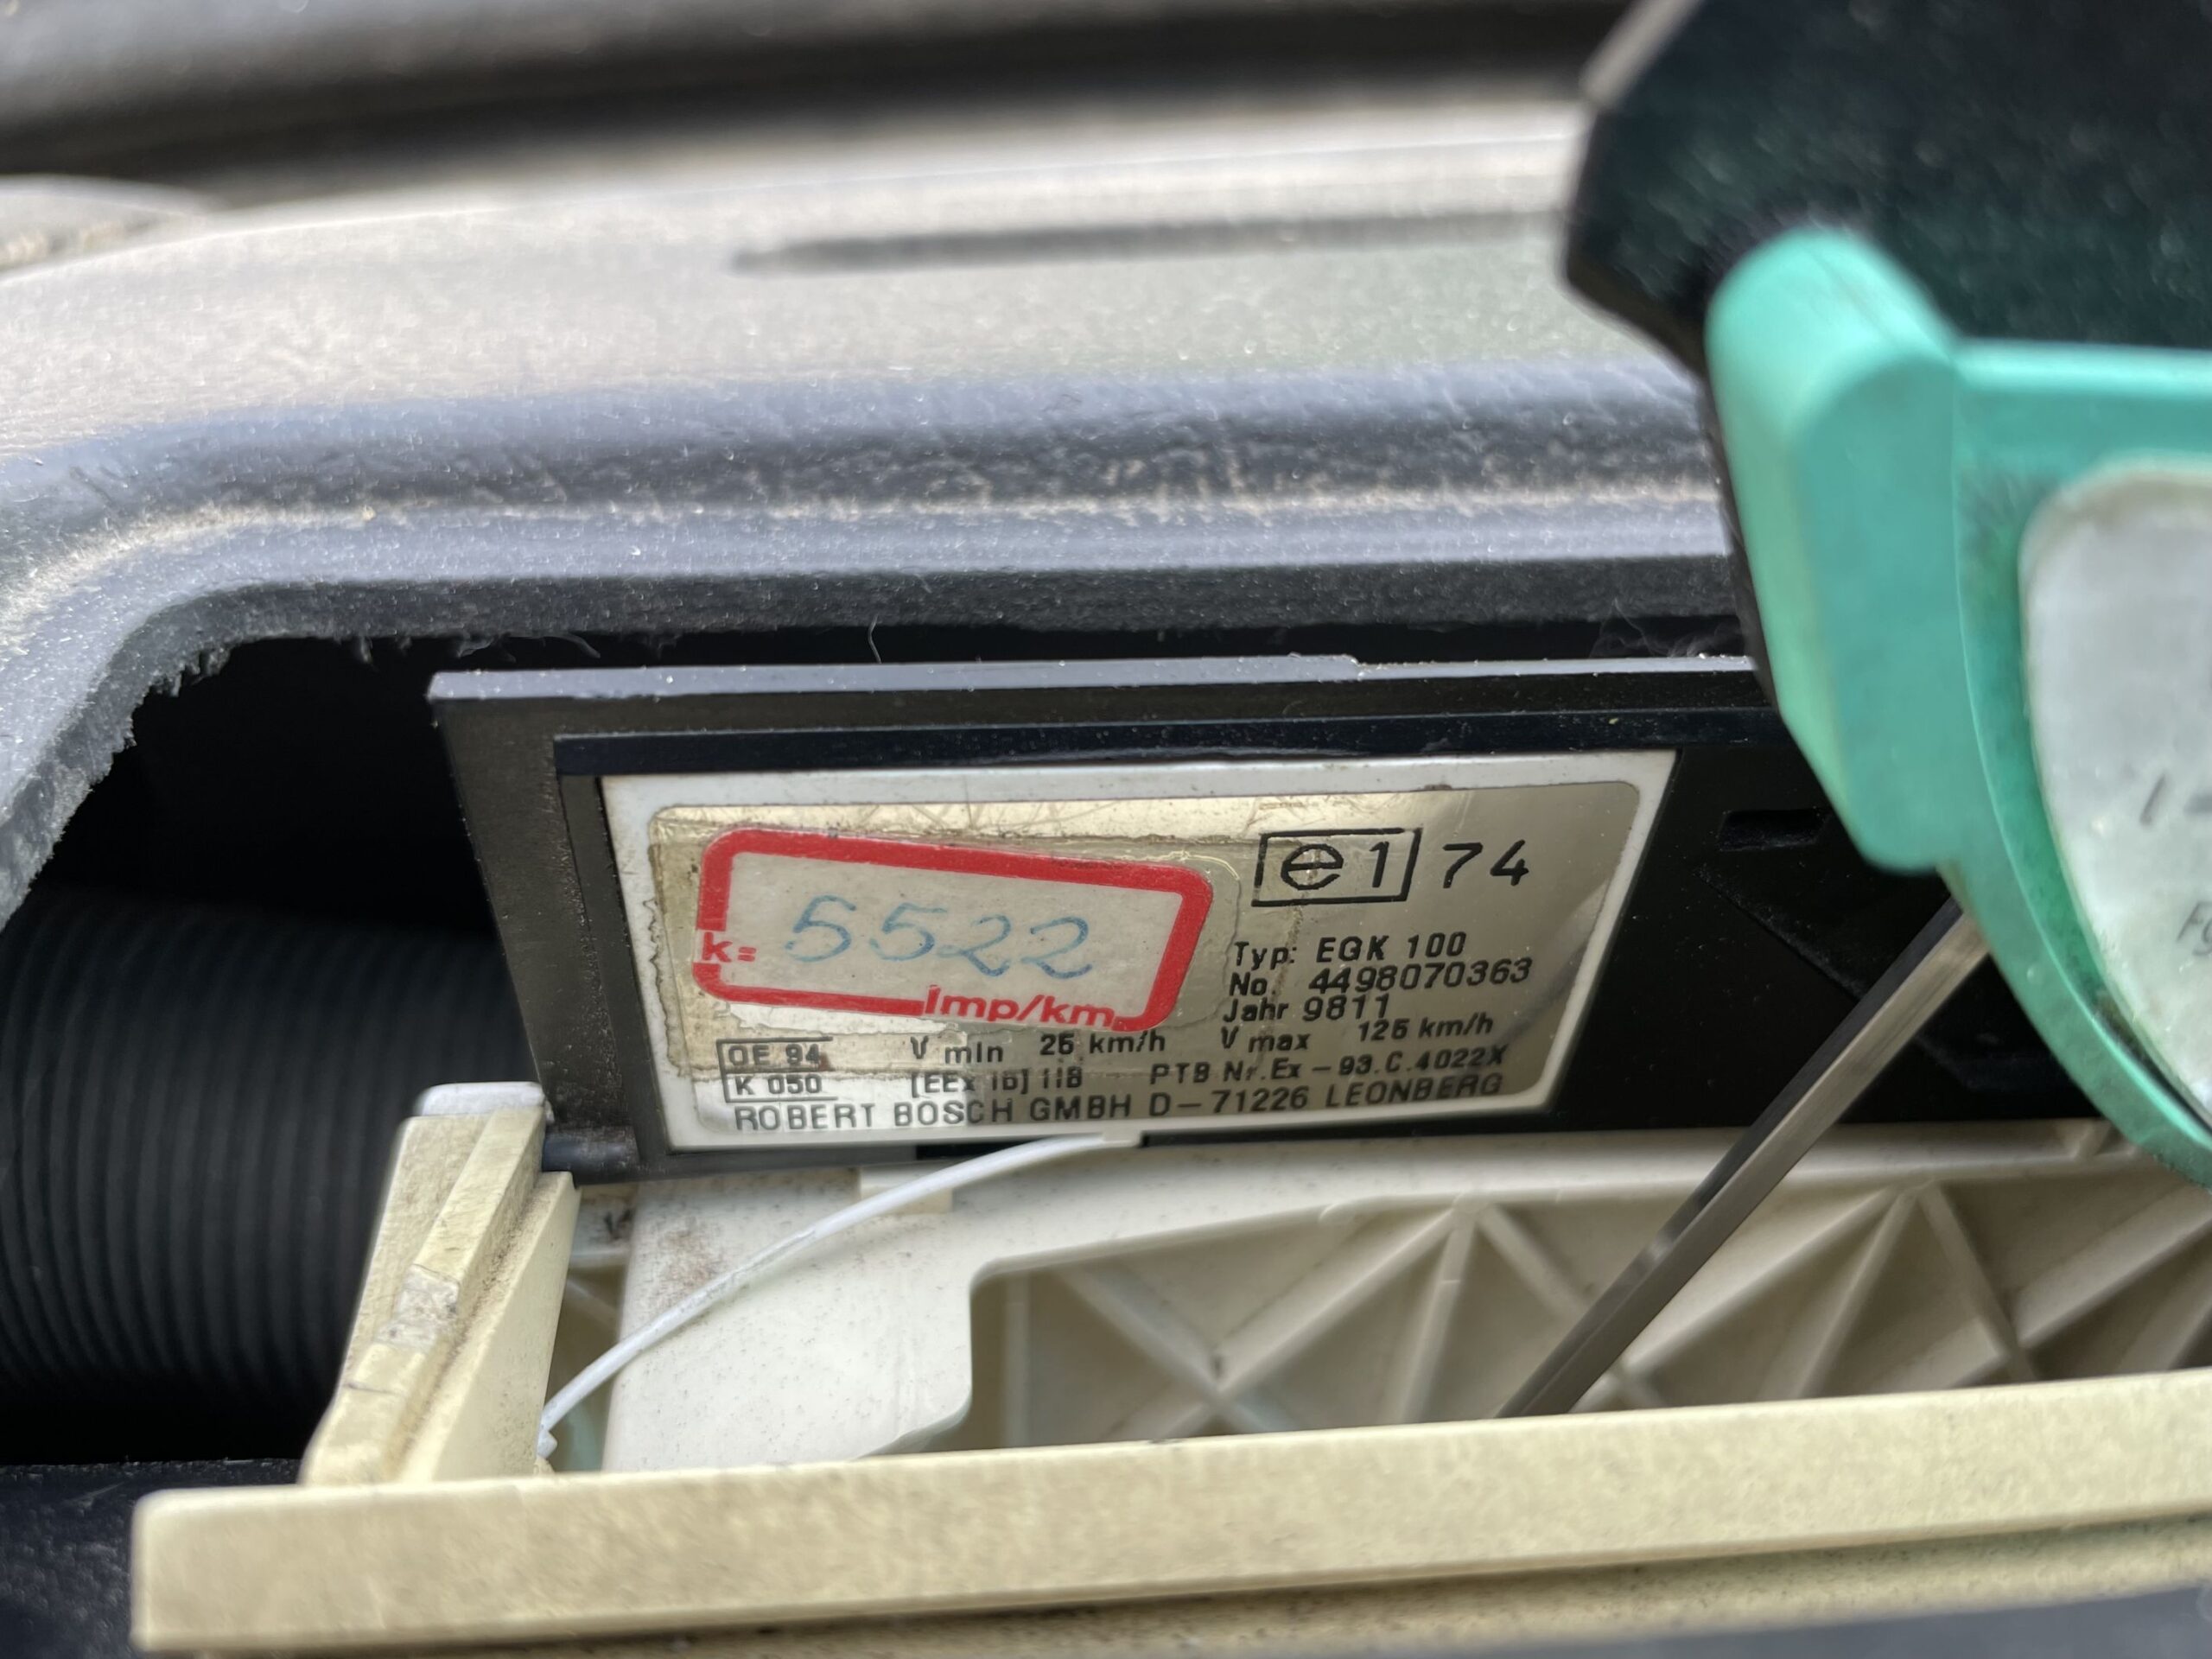 k= 5522
Imp/km
e1 74
Typ: EGK 100
No. 4498070363
Jahr 9811
V min 25 km/h V max 125 km/h
OE 94
K 050
[EEx ib] IIB PTB Nr.Ex-93.C.4022X
ROBERT BOSCH GMBH D-71226 LEONBERG